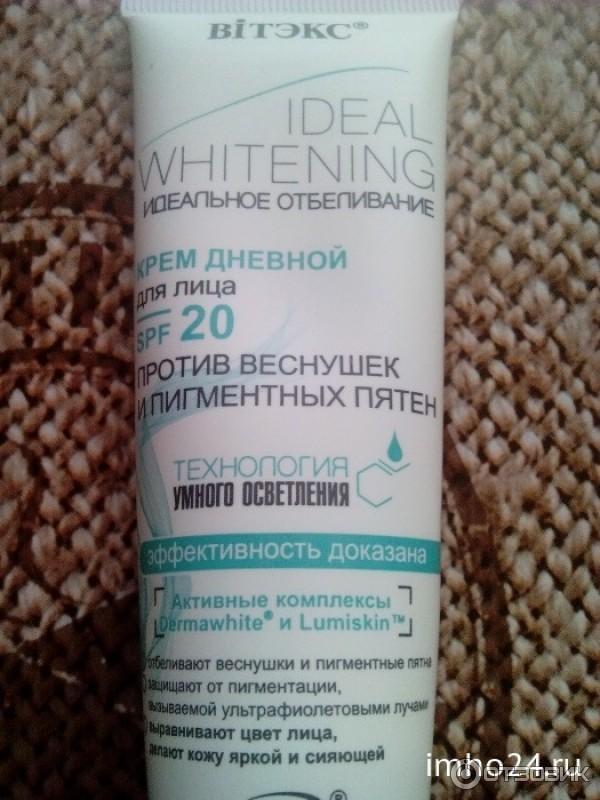 ВіТЭКС®
IDEAL
WHITENING
ИДЕАЛЬНОЕ ОТБЕЛИВАНИЕ
КРЕМ ДНЕВНОЙ
для лица
SPF 20
ПРОТИВ ВЕСНУШЕК
И ПИГМЕНТНЫХ ПЯТЕН
ТЕХНОЛОГИЯ
УМНОГО ОСВЕТЛЕНИЯ
эффективность доказана
Активные комплексы
Dermawhite® и Lumiskin™
отбеливают веснушки и пигментные пятна
защищают от пигментации,
вызываемой ультрафиолетовыми лучами
выравнивают цвет лица,
делают кожу яркой и сияющей
imho24.ru
ОТЗОВИК